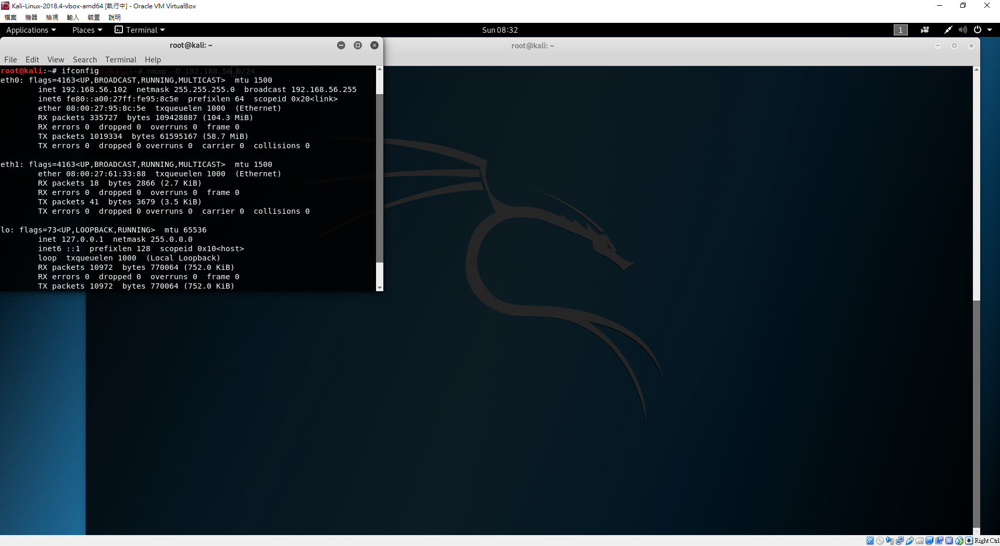 Kali-Linux-2018.4-vbox-amd64 [執行中] - Oracle VM VirtualBox
檔案 機器 檢視 輸入 裝置 說明
Applications Places Terminal Sun 08:32 1
root@kali: ~
root@kali: ~
File Edit View Search Terminal Help
root@kali:~# ifconfig
root@kali:~# nmap -O 192.168.56.0/24
eth0: flags=4163<UP,BROADCAST,RUNNING,MULTICAST>  mtu 1500
        inet 192.168.56.102  netmask 255.255.255.0  broadcast 192.168.56.255
        inet6 fe80::a00:27ff:fe95:8c5e  prefixlen 64  scopeid 0x20<link>
        ether 08:00:27:95:8c:5e  txqueuelen 1000  (Ethernet)
        RX packets 335727  bytes 109428887 (104.3 MiB)
        RX errors 0  dropped 0  overruns 0  frame 0
        TX packets 1019334  bytes 61595167 (58.7 MiB)
        TX errors 0  dropped 0 overruns 0  carrier 0  collisions 0
eth1: flags=4163<UP,BROADCAST,RUNNING,MULTICAST>  mtu 1500
        ether 08:00:27:61:33:88  txqueuelen 1000  (Ethernet)
        RX packets 18  bytes 2866 (2.7 KiB)
        RX errors 0  dropped 0  overruns 0  frame 0
        TX packets 41  bytes 3679 (3.5 KiB)
        TX errors 0  dropped 0 overruns 0  carrier 0  collisions 0
lo: flags=73<UP,LOOPBACK,RUNNING>  mtu 65536
        inet 127.0.0.1  netmask 255.0.0.0
        inet6 ::1  prefixlen 128  scopeid 0x10<host>
        loop  txqueuelen 1000  (Local Loopback)
        RX packets 10972  bytes 770064 (752.0 KiB)
        RX errors 0  dropped 0  overruns 0  frame 0
        TX packets 10972  bytes 770064 (752.0 KiB)
Right Ctrl